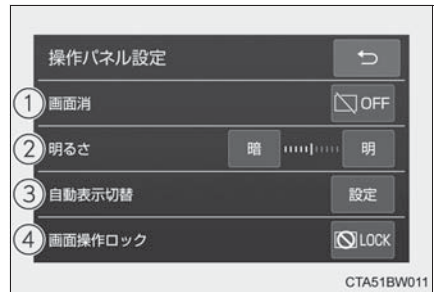 操作パネル設定
① 画面消 OFF
② 明るさ 暗 明
③ 自動表示切替 設定
④ 画面操作ロック LOCK
CTA51BW011